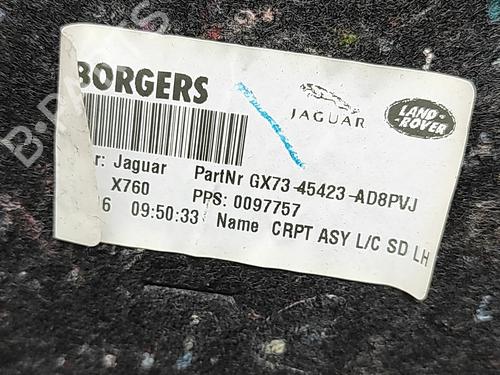 BORGERS
JAGUAR
LAND-
ROVER
r: Jaguar PartNr GX73-45423-AD8PVJ
X760 PPS: 0097757
6 09:50:33 Name CRPT ASY L/C SD LH